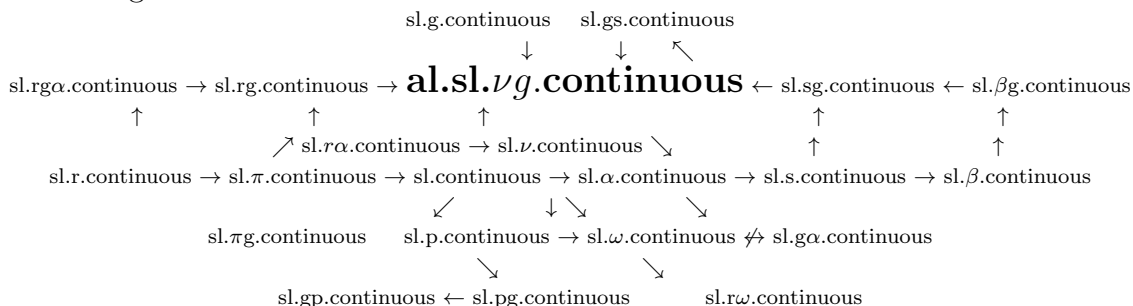 sl.g.continuous sl.gs.continuous
↓ ↓ ↖
sl.rgα.continuous → sl.rg.continuous → al.sl.νg.continuous ← sl.sg.continuous ← sl.βg.continuous
↑ ↑ ↑ ↑ ↑
↗ sl.rα.continuous → sl.ν.continuous ↘
sl.r.continuous → sl.π.continuous → sl.continuous → sl.α.continuous → sl.s.continuous → sl.β.continuous
↙ ↓ ↘ ↘
sl.πg.continuous sl.p.continuous → sl.ω.continuous ↮ sl.gα.continuous
↘ ↘
sl.gp.continuous ← sl.pg.continuous sl.rω.continuous